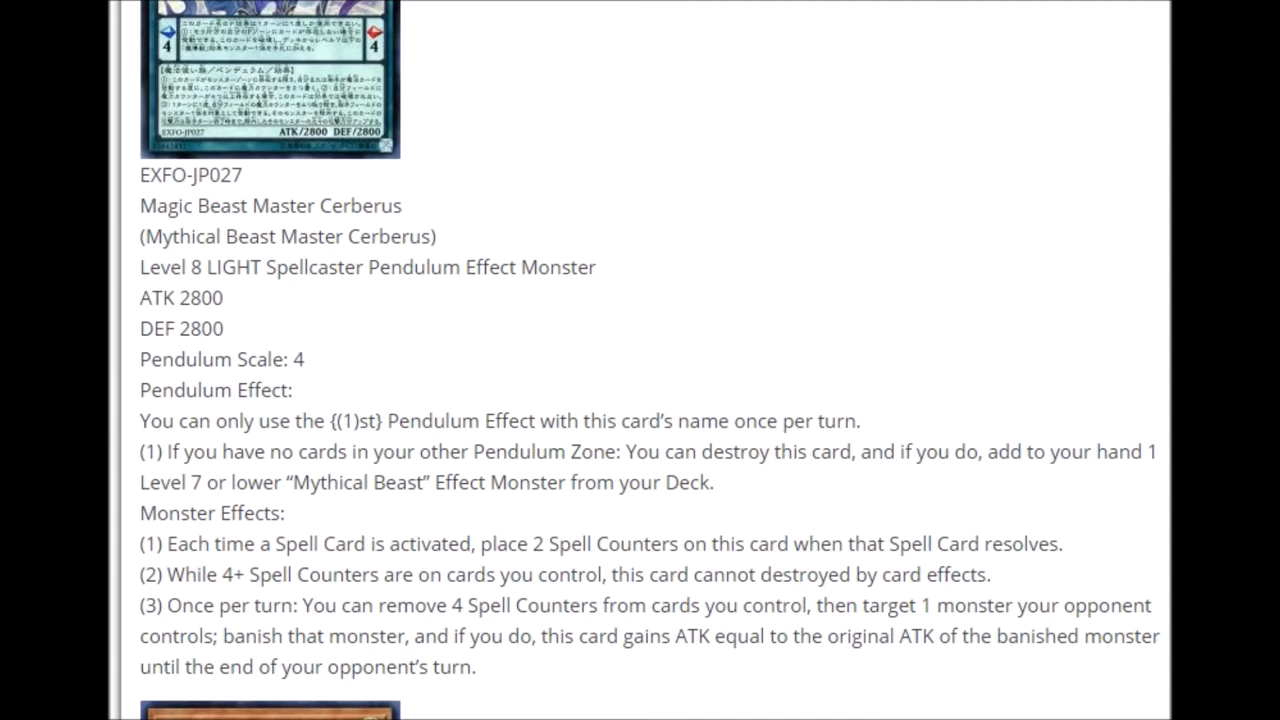 4
4
EXFO-JP027
ATK/2800 DEF/2800
EXFO-JP027
Magic Beast Master Cerberus
(Mythical Beast Master Cerberus)
Level 8 LIGHT Spellcaster Pendulum Effect Monster
ATK 2800
DEF 2800
Pendulum Scale: 4
Pendulum Effect:
You can only use the {(1)st} Pendulum Effect with this card’s name once per turn.
(1) If you have no cards in your other Pendulum Zone: You can destroy this card, and if you do, add to your hand 1
Level 7 or lower “Mythical Beast” Effect Monster from your Deck.
Monster Effects:
(1) Each time a Spell Card is activated, place 2 Spell Counters on this card when that Spell Card resolves.
(2) While 4+ Spell Counters are on cards you control, this card cannot destroyed by card effects.
(3) Once per turn: You can remove 4 Spell Counters from cards you control, then target 1 monster your opponent
controls; banish that monster, and if you do, this card gains ATK equal to the original ATK of the banished monster
until the end of your opponent’s turn.